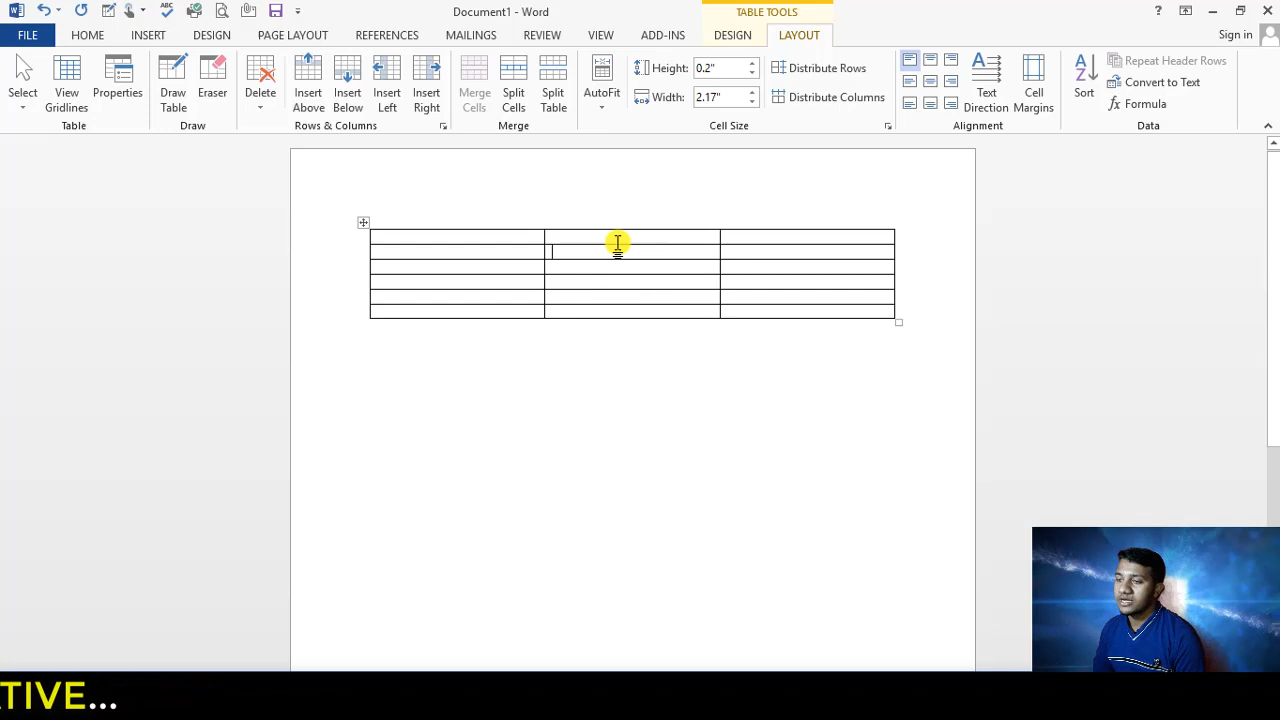 Document1 - Word
TABLE TOOLS
?
FILE
HOME
INSERT
DESIGN
PAGE LAYOUT
REFERENCES
MAILINGS
REVIEW
VIEW
ADD-INS
DESIGN
LAYOUT
Sign in
Select
View
Gridlines
Properties
Table
Draw
Table
Eraser
Draw
Delete
Insert
Above
Insert
Below
Insert
Left
Insert
Right
Rows & Columns
Merge
Cells
Split
Cells
Split
Table
Merge
AutoFit
Height:
0.2"
Width:
2.17"
Distribute Rows
Distribute Columns
Cell Size
Text
Direction
Cell
Margins
Alignment
A
Z
Sort
Repeat Header Rows
Convert to Text
fx Formula
Data
ATIVE...